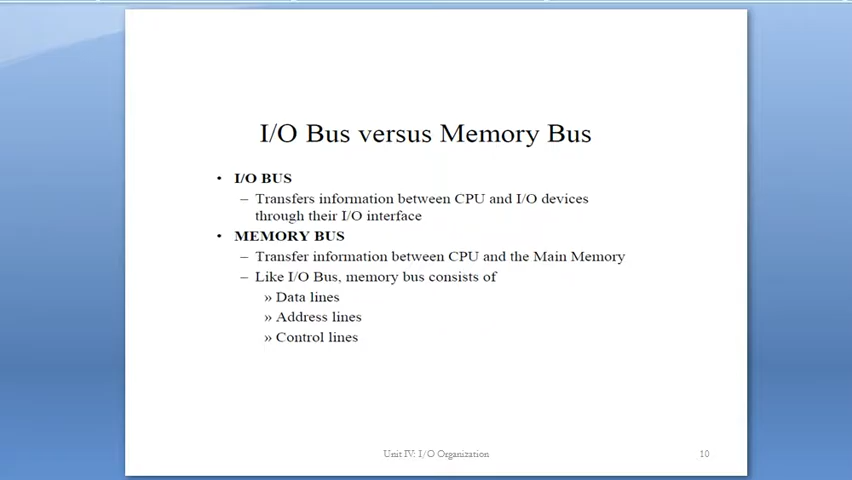 I/O Bus versus Memory Bus
• I/O BUS
– Transfers information between CPU and I/O devices
through their I/O interface
• MEMORY BUS
– Transfer information between CPU and the Main Memory
– Like I/O Bus, memory bus consists of
» Data lines
» Address lines
» Control lines
Unit IV: I/O Organization
10